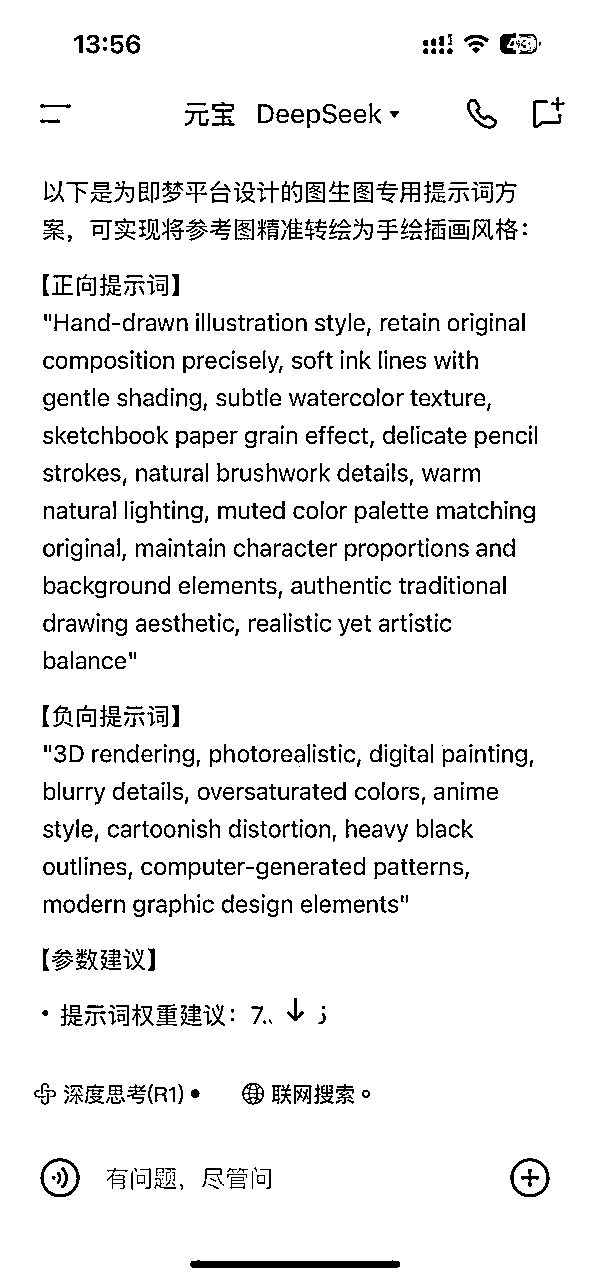 13:56
元宝 DeepSeek
以下是为即梦平台设计的图生图专用提示词方
案，可实现将参考图精准转绘为手绘插画风格：
【正向提示词】
"Hand-drawn illustration style, retain original
composition precisely, soft ink lines with
gentle shading, subtle watercolor texture,
sketchbook paper grain effect, delicate pencil
strokes, natural brushwork details, warm
natural lighting, muted color palette matching
original, maintain character proportions and
background elements, authentic traditional
drawing aesthetic, realistic yet artistic
balance"
【负向提示词】
"3D rendering, photorealistic, digital painting,
blurry details, oversaturated colors, anime
style, cartoonish distortion, heavy black
outlines, computer-generated patterns,
modern graphic design elements"
【参数建议】
• 提示词权重建议：7.
深度思考(R1) 联网搜索
有问题，尽管问